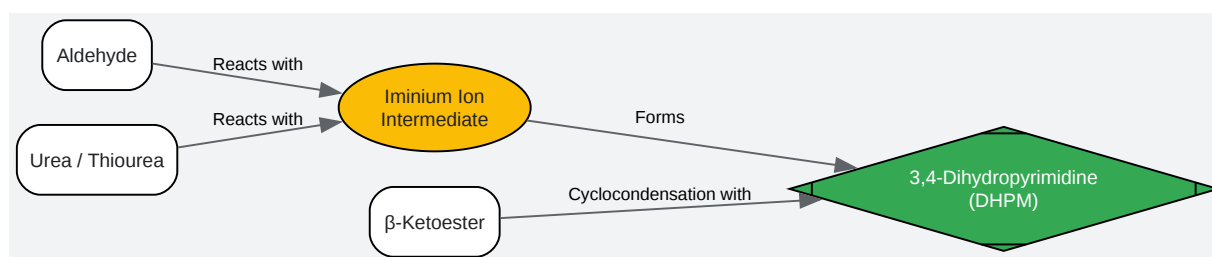 Aldehyde
Reacts with
Urea / Thiourea
Reacts with
Iminium Ion
Intermediate
Forms
β-Ketoester
Cyclocondensation with
3,4-Dihydropyrimidine
(DHPM)